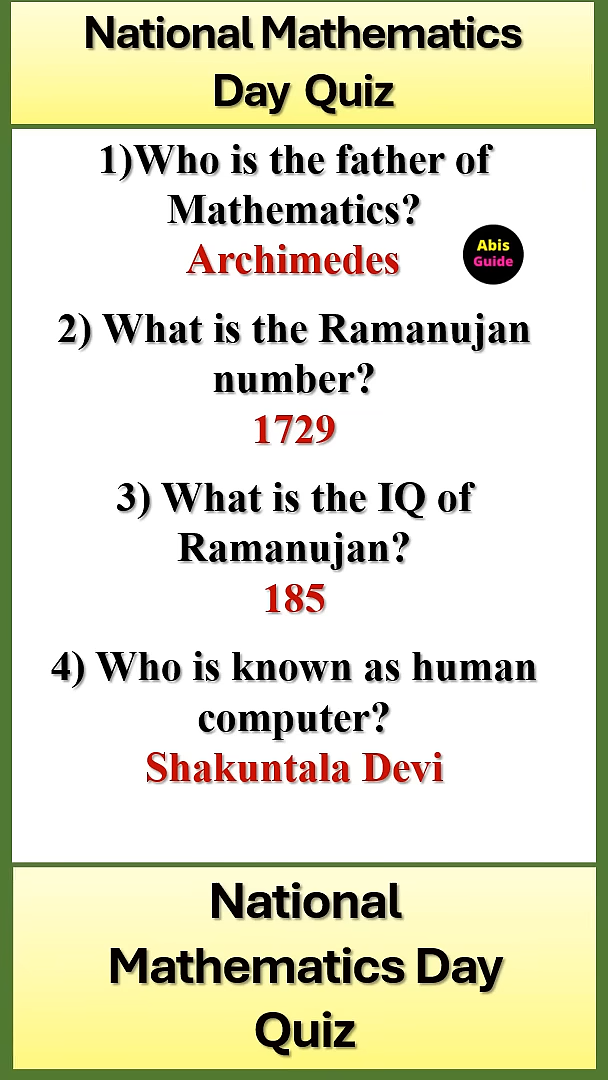 National Mathematics
Day Quiz
1)Who is the father of
Mathematics?
Archimedes
Abis
Guide
2) What is the Ramanujan
number?
1729
3) What is the IQ of
Ramanujan?
185
4) Who is known as human
computer?
Shakuntala Devi
National
Mathematics Day
Quiz